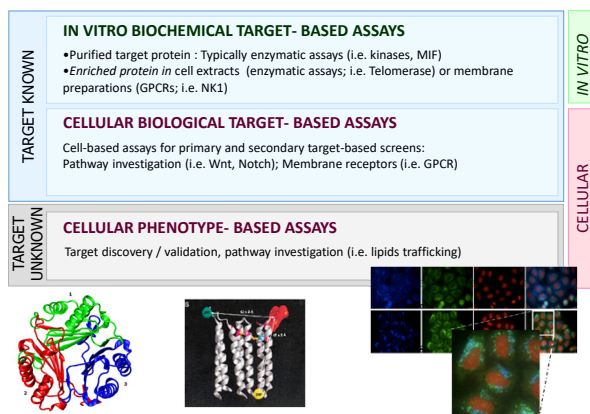 TARGET KNOWN
IN VITRO BIOCHEMICAL TARGET- BASED ASSAYS
•Purified target protein : Typically enzymatic assays (i.e. kinases, MIF)
•Enriched protein in cell extracts (enzymatic assays; i.e. Telomerase) or membrane
preparations (GPCRs; i.e. NK1)
IN VITRO
CELLULAR BIOLOGICAL TARGET- BASED ASSAYS
Cell-based assays for primary and secondary target-based screens:
Pathway investigation (i.e. Wnt, Notch); Membrane receptors (i.e. GPCR)
CELLULAR
TARGET
UNKNOWN
CELLULAR PHENOTYPE- BASED ASSAYS
Target discovery / validation, pathway investigation (i.e. lipids trafficking)
1
2
3